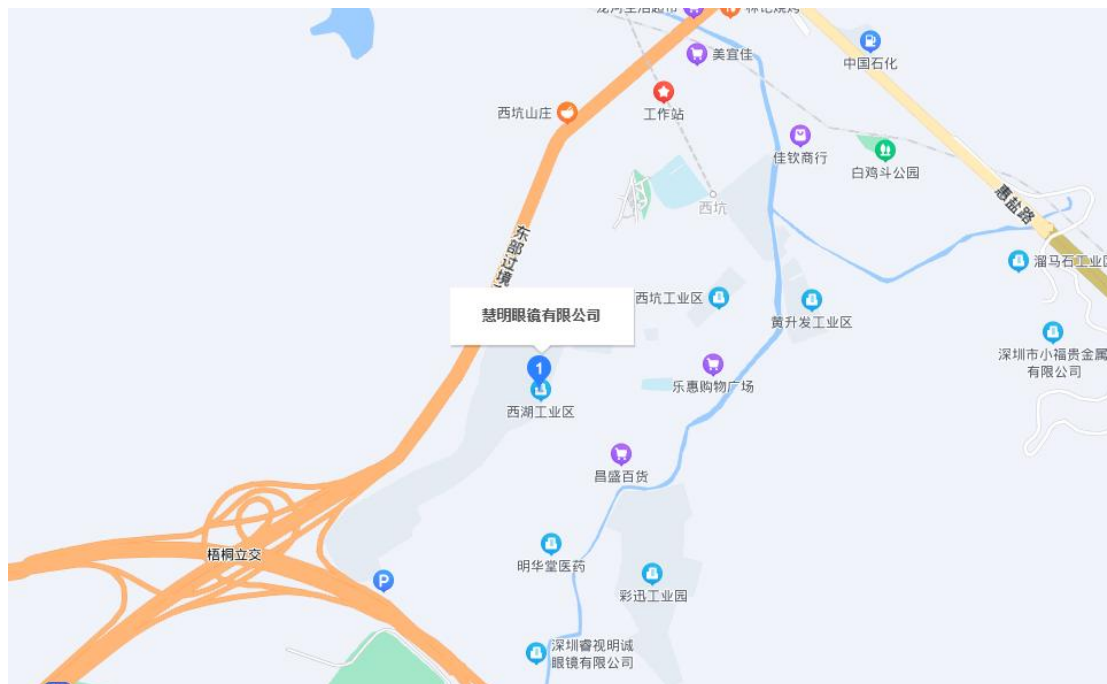 美宜佳
中国石化
西坑山庄
工作站
佳钦商行
白鸡斗公园
西坑
惠盐路
东部过境
溜马石工业区
慧明眼镜有限公司
西坑工业区
黄升发工业区
1
深圳市小福贵金属
有限公司
乐惠购物广场
西湖工业区
昌盛百货
梧桐立交
明华堂医药
P
彩迅工业园
深圳睿视明诚
眼镜有限公司